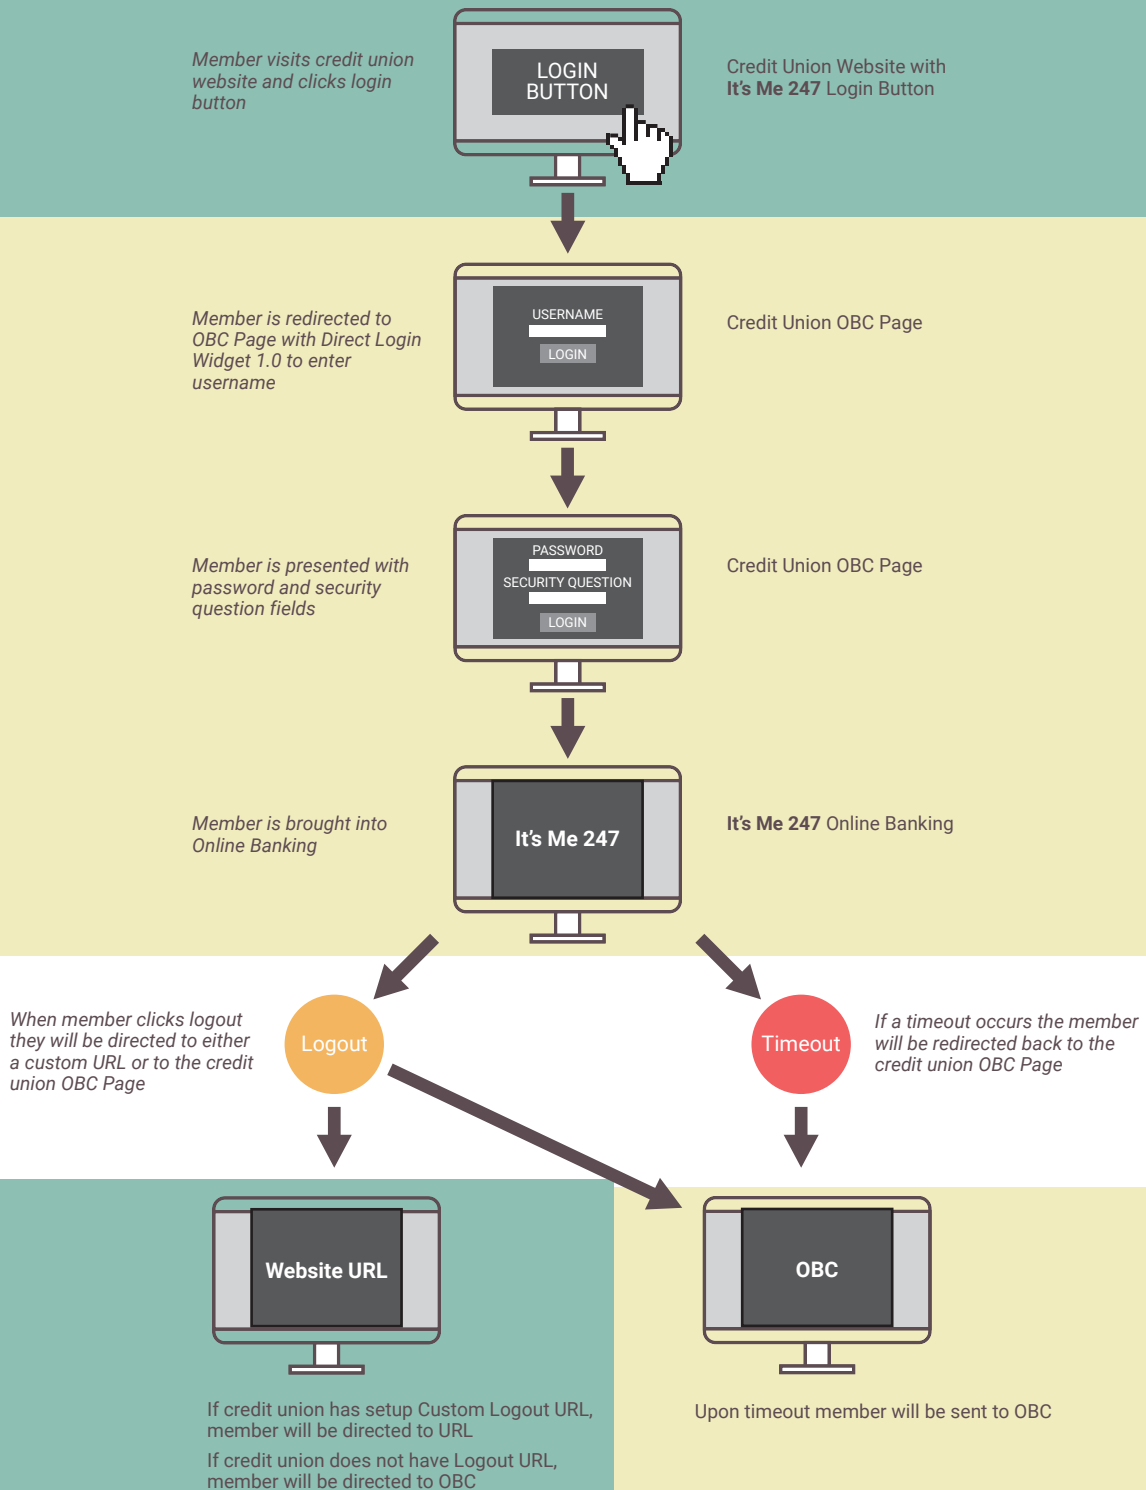 Member visits credit union
website and clicks login
button
LOGIN
BUTTON
Credit Union Website with
It's Me 247 Login Button
Member is redirected to
OBC Page with Direct Login
Widget 1.0 to enter
username
USERNAME
LOGIN
Credit Union OBC Page
Member is presented with
password and security
question fields
PASSWORD
SECURITY QUESTION
LOGIN
Credit Union OBC Page
Member is brought into
Online Banking
It's Me 247
It's Me 247 Online Banking
When member clicks logout
they will be directed to either
a custom URL or to the credit
union OBC Page
Logout
Timeout
If a timeout occurs the member
will be redirected back to the
credit union OBC Page
Website URL
OBC
If credit union has setup Custom Logout URL,
member will be directed to URL
If credit union does not have Logout URL,
member will be directed to OBC
Upon timeout member will be sent to OBC